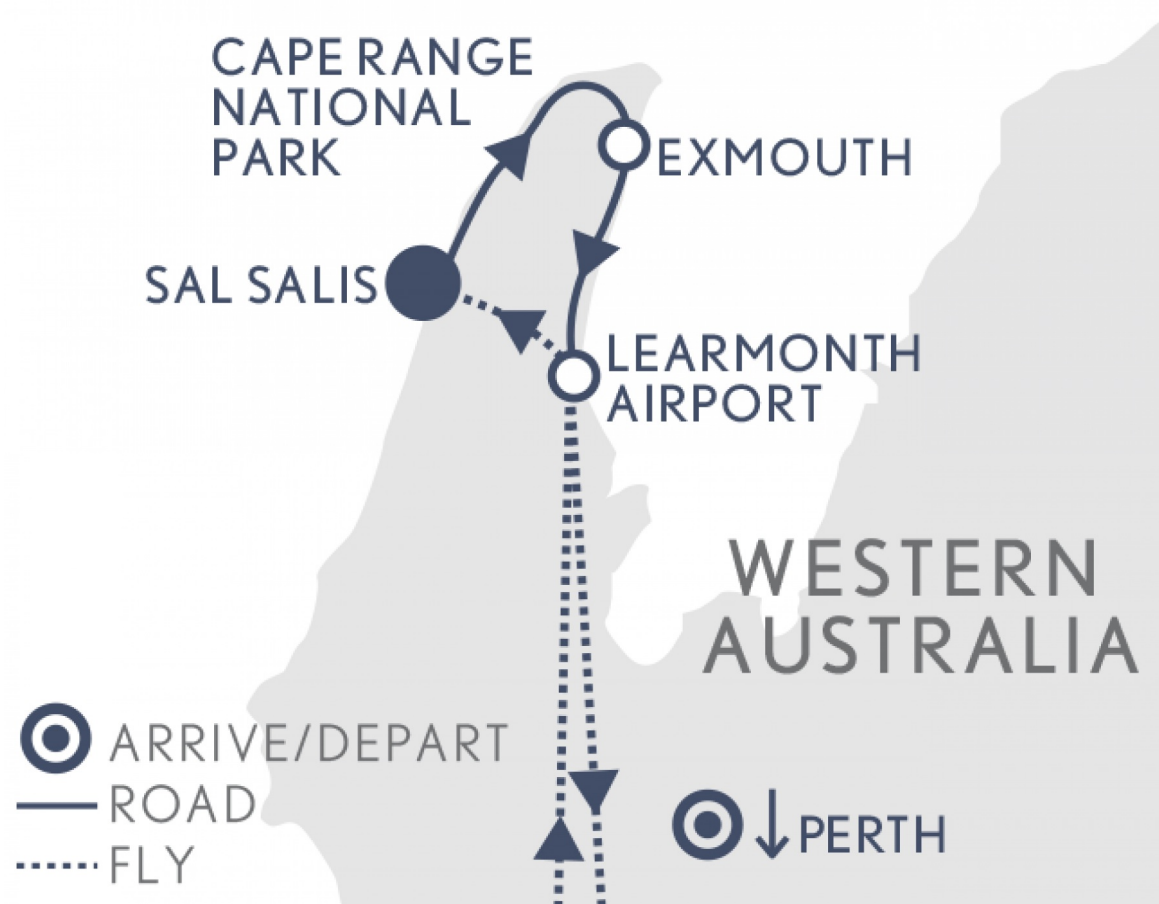 CAPE RANGE
NATIONAL
PARK
EXMOUTH
SAL SALIS
LEARMONTH
AIRPORT
WESTERN
AUSTRALIA
ARRIVE/DEPART
ROAD
FLY
PERTH